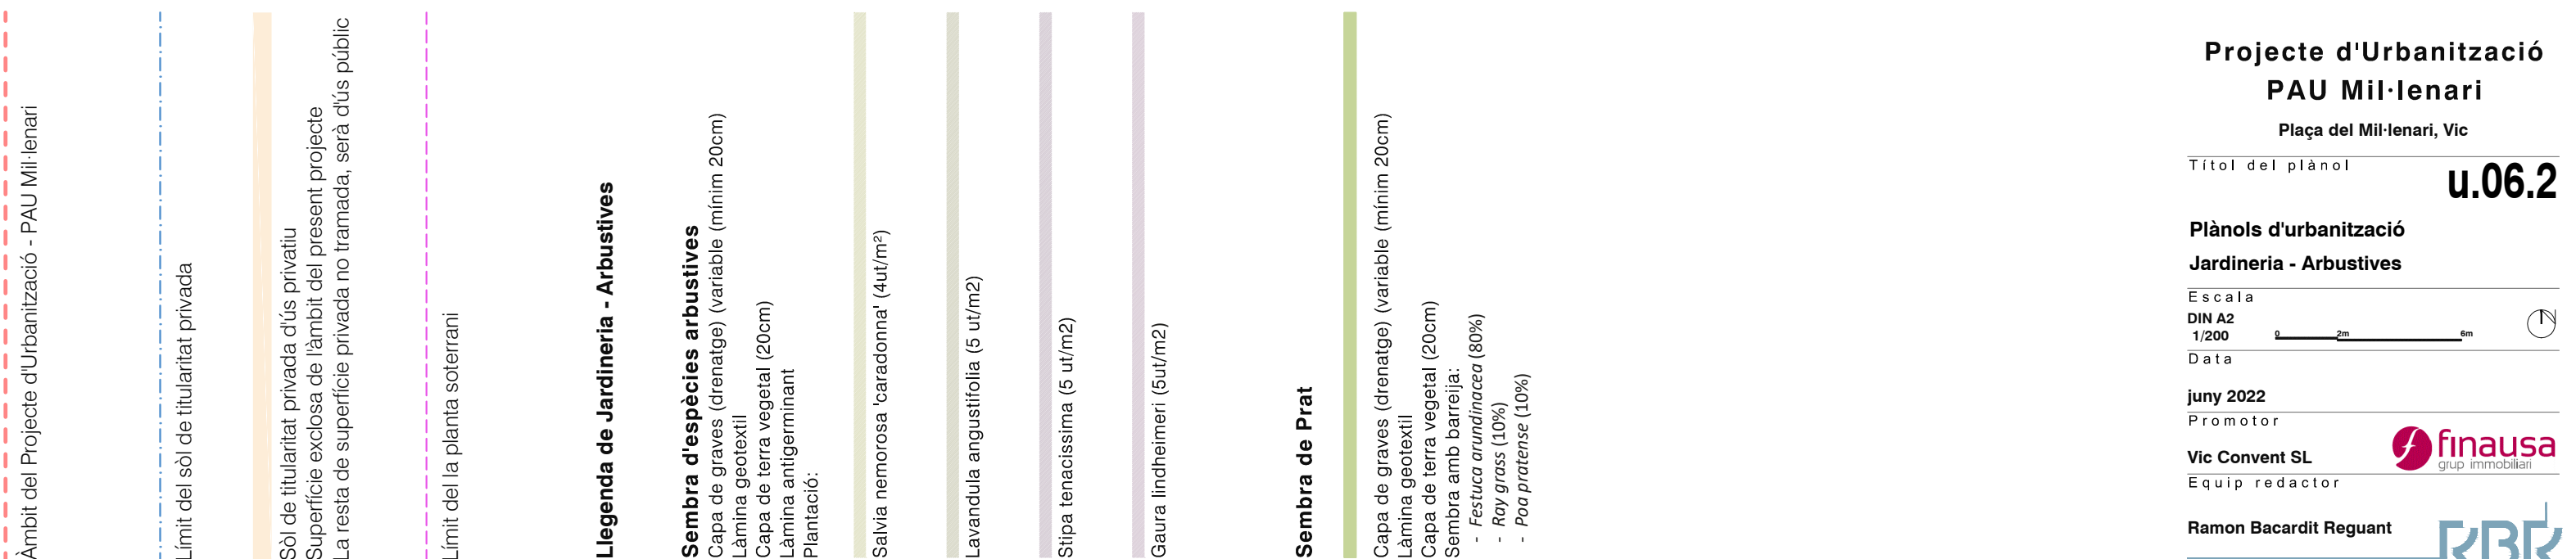 Àmbit del Projecte d'Urbanització - PAU Mil·lenari
Límit del sòl de titularitat privada
Sòl de titularitat privada d'ús privatiu
Superfície exclosa de l'àmbit del present projecte
La resta de superfície privada no tramada, serà d'ús públic
Límit del la planta soterrani
Llegenda de Jardineria - Arbustives
Sembra d'espècies arbustives
Capa de graves (drenatge) (variable (mínim 20cm)
Làmina geotextil
Capa de terra vegetal (20cm)
Làmina antigerminant
Plantació:
Salvia nemorosa 'caradonna' (4ut/m²)
Lavandula angustifolia (5 ut/m2)
Stipa tenacissima (5 ut/m2)
Gaura lindheimeri (5ut/m2)
Sembra de Prat
Capa de graves (drenatge) (variable (mínim 20cm)
Làmina geotextil
Capa de terra vegetal (20cm)
Sembra amb barreija:
- Festuca arundinacea (80%)
- Ray grass (10%)
- Poa pratense (10%)
Projecte d'Urbanització
PAU Mil·lenari
Plaça del Mil·lenari, Vic
Títol del plànol
u.06.2
Plànols d'urbanització
Jardineria - Arbustives
Escala
DIN A2
1/200
0 2m 6m
N
Data
juny 2022
Promotor
Vic Convent SL
finausa
grup immobiliari
Equip redactor
Ramon Bacardit Reguant
RBR